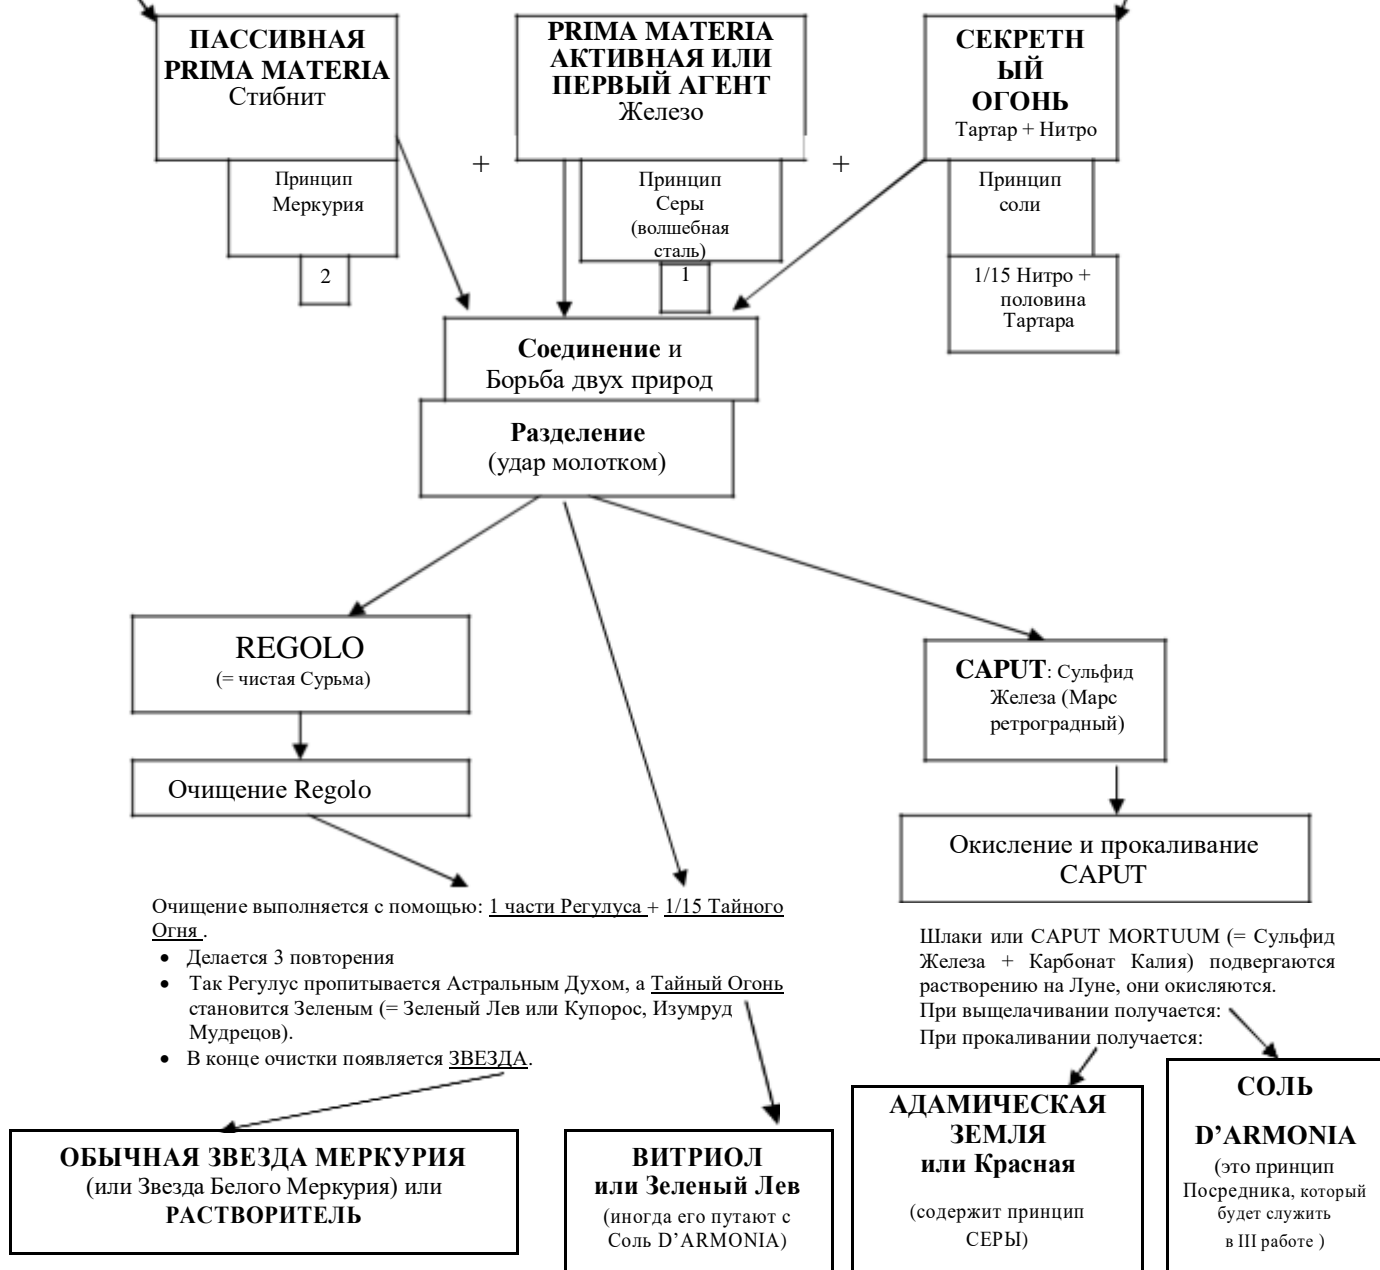 ПАССИВНАЯ
PRIMA MATERIA
Стибнит
PRIMA MATERIA
АКТИВНАЯ ИЛИ
ПЕРВЫЙ АГЕНТ
Железо
СЕКРЕТН
ЫЙ
ОГОНЬ
Тартар + Нитро
+
+
Принцип
Меркурия
2
Принцип
Серы
(волшебная
сталь)
1
Принцип
соли
1/15 Нитро +
половина
Тартара
Соединение и
Борьба двух природ
Разделение
(удар молотком)
REGOLO
(= чистая Сурьма)
Очищение Regolo
CAPUT: Сульфид
Железа (Марс
ретроградный)
Окисление и прокаливание
CAPUT
Очищение выполняется с помощью: 1 части Регулуса + 1/15 Тайного
Огня .
• Делается 3 повторения
• Так Регулус пропитывается Астральным Духом, а Тайный Огонь
становится Зеленым (= Зеленый Лев или Купорос, Изумруд
Мудрецов).
• В конце очистки появляется ЗВЕЗДА.
Шлаки или CAPUT MORTUUM (= Сульфид
Железа + Карбонат Калия) подвергаются
растворению на Луне, они окисляются.
При выщелачивании получается:
При прокаливании получается:
ОБЫЧНАЯ ЗВЕЗДА МЕРКУРИЯ
(или Звезда Белого Меркурия) или
РАСТВОРИТЕЛЬ
ВИТРИОЛ
или Зеленый Лев
(иногда его путают с
Соль D’ARMONIA)
АДАМИЧЕСКАЯ
ЗЕМЛЯ
или Красная
(содержит принцип
СЕРЫ)
СОЛЬ
D’ARMONIA
(это принцип
Посредника, который
будет служить
в III работе )